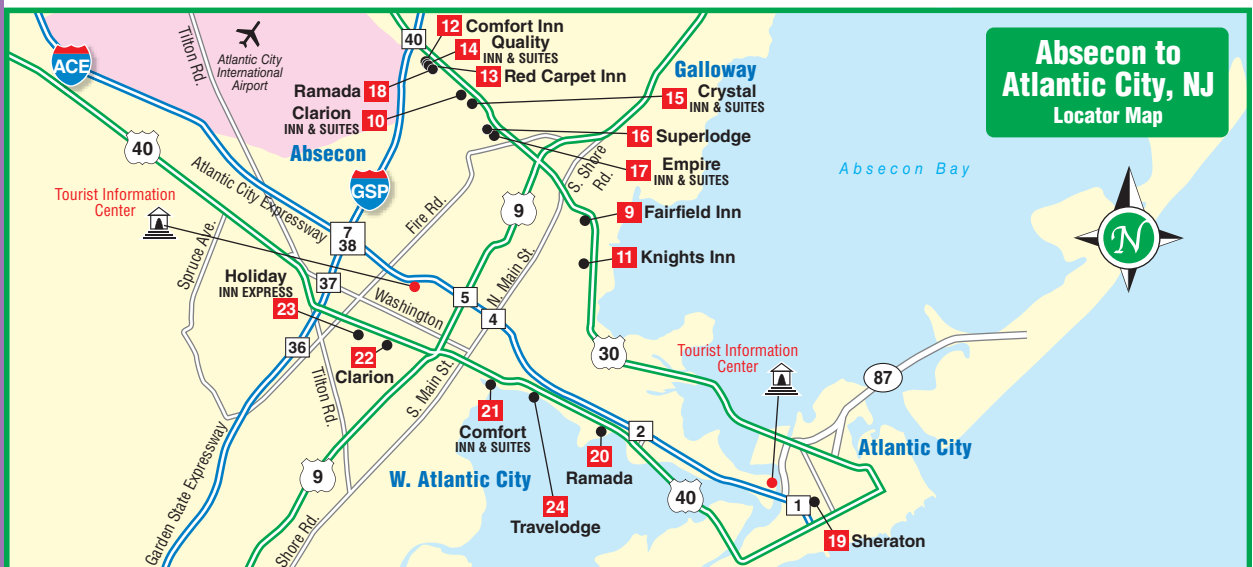 Absecon to
Atlantic City, NJ
Locator Map
Tilton Rd.
Atlantic City
International
Airport
ACE
40
12 Comfort Inn
14 Quality
INN & SUITES
13 Red Carpet Inn
Ramada 18
Clarion
INN & SUITES
10
Galloway
15 Crystal
INN & SUITES
16 Superlodge
17 Empire
INN & SUITES
S. Shore
Rd.
Absecon Bay
40
Absecon
GSP
Atlantic City Expressway
Tourist Information
Center
Fire Rd.
9
9 Fairfield Inn
11 Knights Inn
N
7
38
Spruce Ave.
Holiday
INN EXPRESS
23
37
Washington
5
4
N. Main St.
36
22
Clarion
Tilton Rd.
S. Main St.
30
Tourist Information
Center
87
21
Comfort
INN & SUITES
W. Atlantic City
24
Travelodge
20
Ramada
2
Atlantic City
40
1
19 Sheraton
9
Garden State Expressway
Shore Rd.